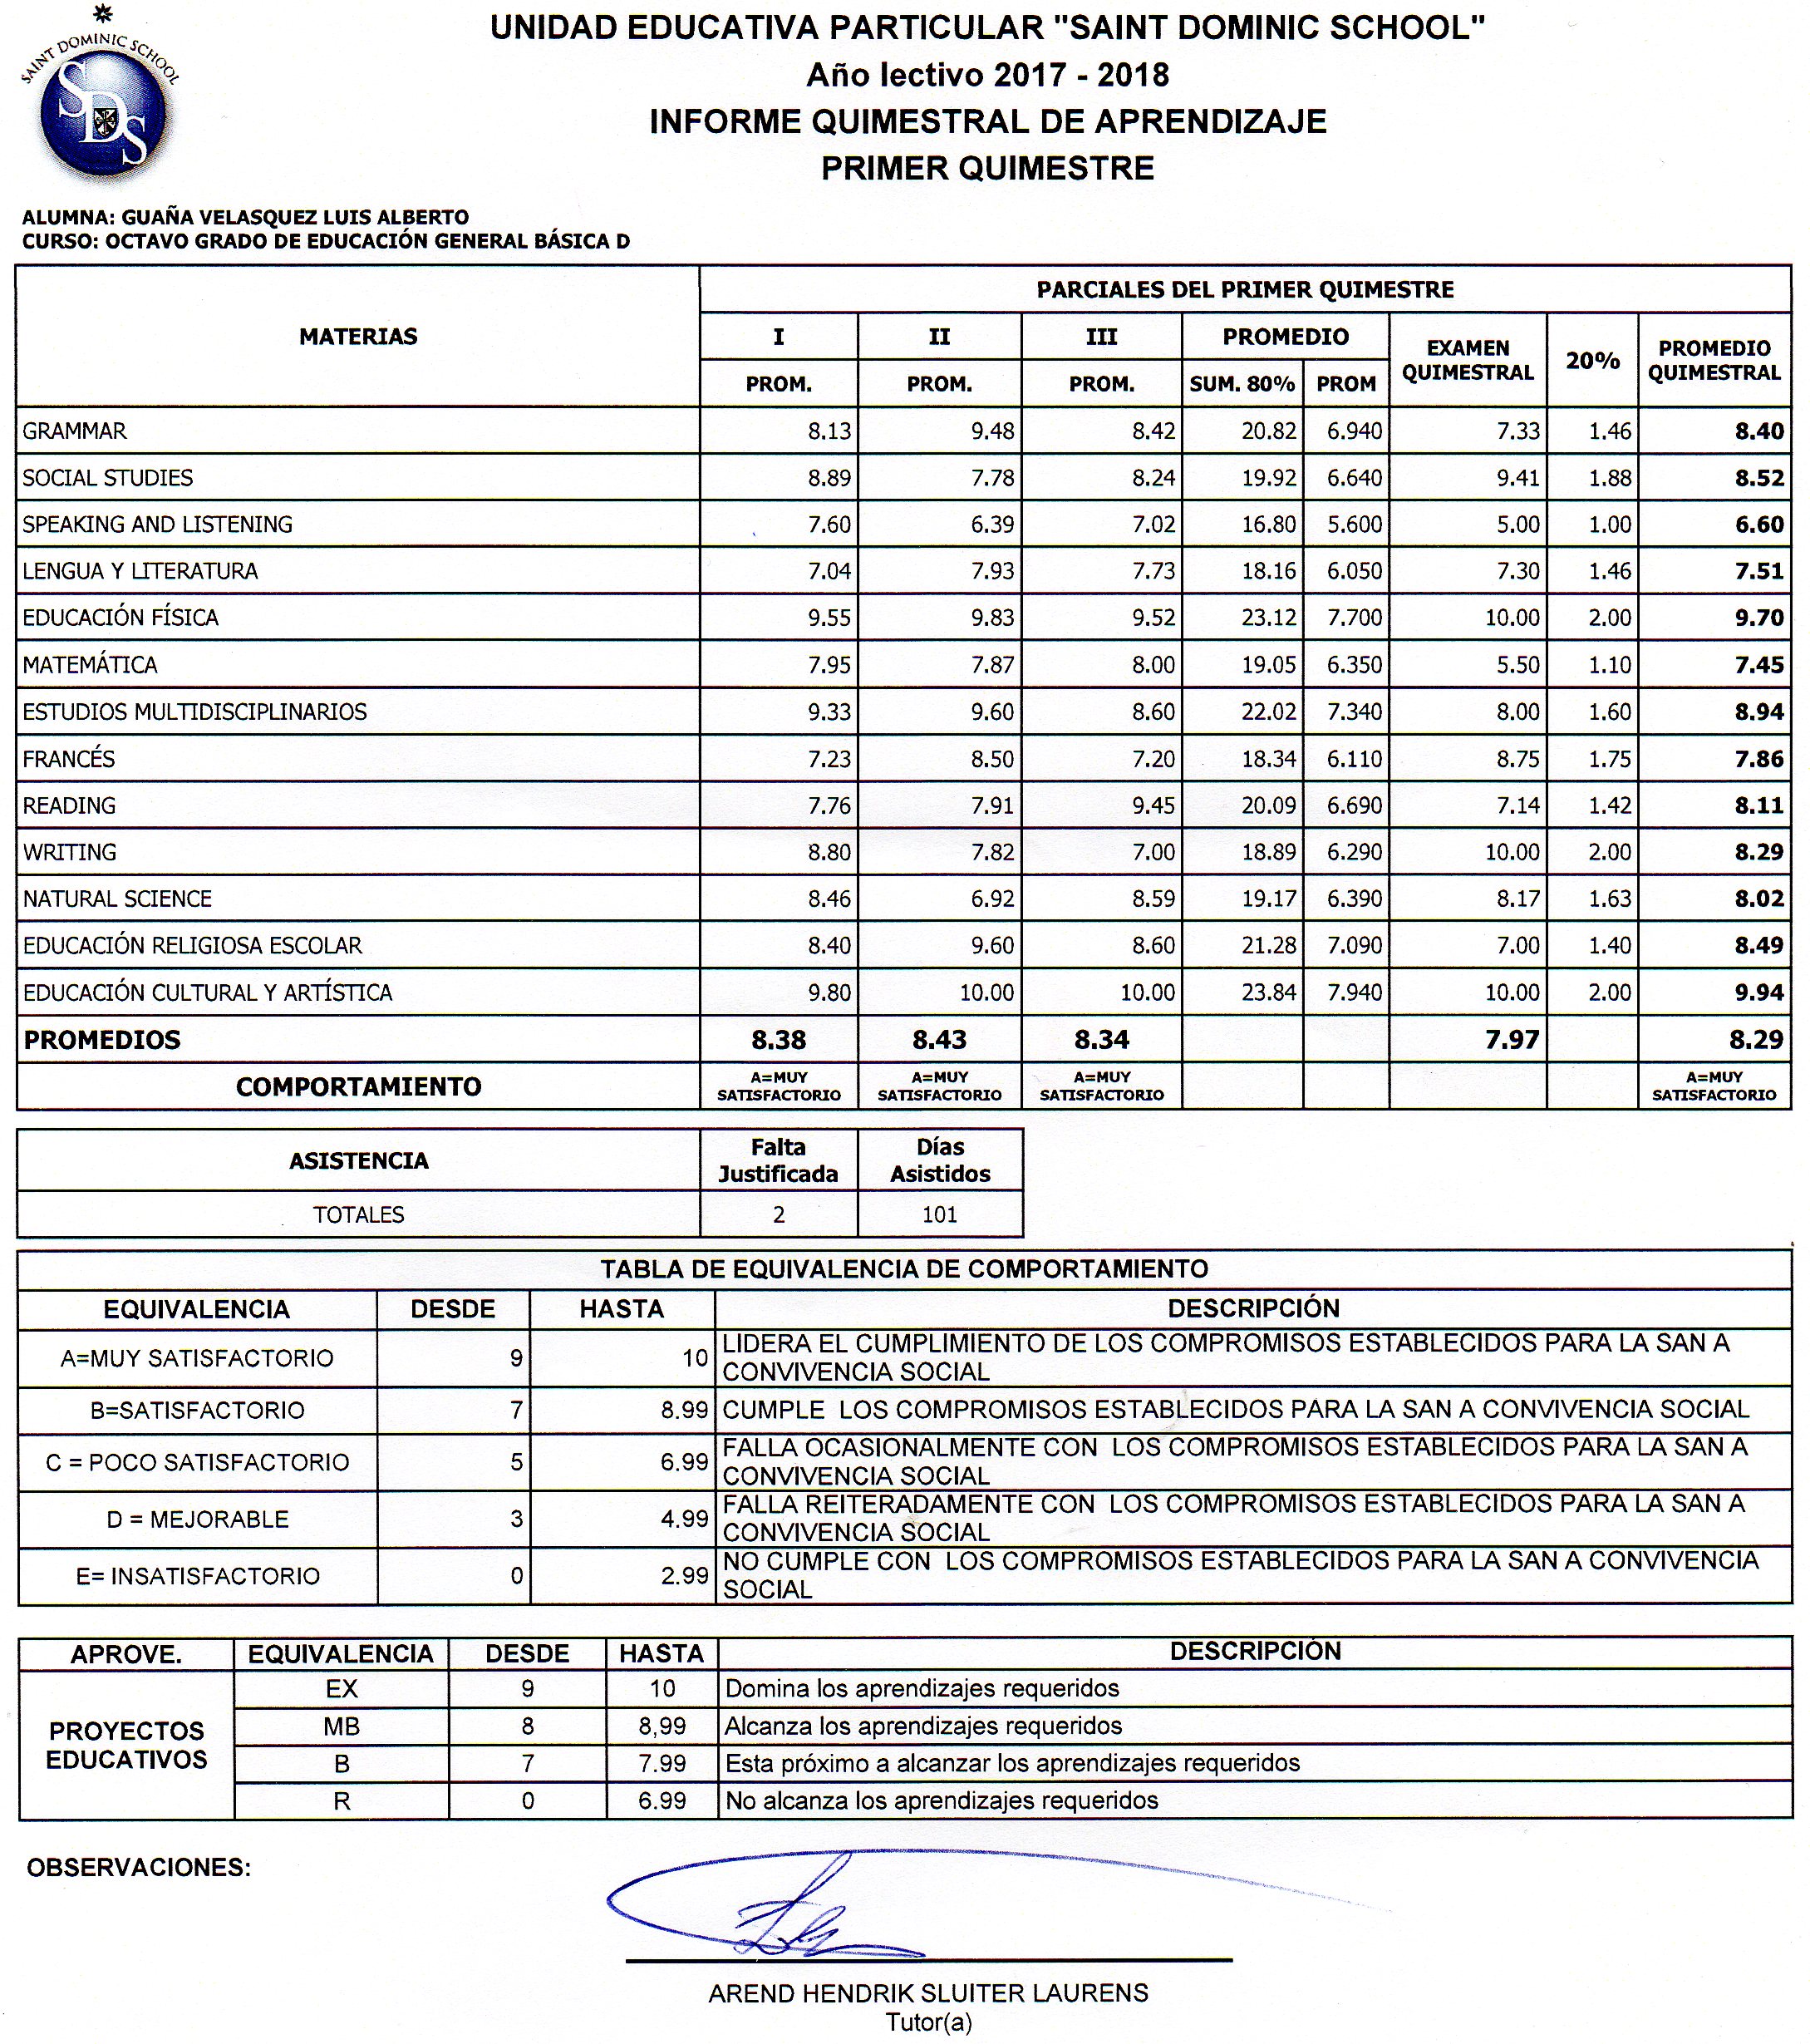 SAINT DOMINIC SCHOOL
SDS
UNIDAD EDUCATIVA PARTICULAR "SAINT DOMINIC SCHOOL"
Año lectivo 2017 - 2018
INFORME QUIMESTRAL DE APRENDIZAJE
PRIMER QUIMESTRE
ALUMNA: GUAÑA VELASQUEZ LUIS ALBERTO
CURSO: OCTAVO GRADO DE EDUCACIÓN GENERAL BÁSICA D
MATERIAS PARCIALES DEL PRIMER QUIMESTRE
I II III PROMEDIO EXAMEN QUIMESTRAL 20% PROMEDIO QUIMESTRAL
PROM. PROM. PROM. SUM. 80% PROM
GRAMMAR 8.13 9.48 8.42 20.82 6.940 7.33 1.46 8.40
SOCIAL STUDIES 8.89 7.78 8.24 19.92 6.640 9.41 1.88 8.52
SPEAKING AND LISTENING 7.60 6.39 7.02 16.80 5.600 5.00 1.00 6.60
LENGUA Y LITERATURA 7.04 7.93 7.73 18.16 6.050 7.30 1.46 7.51
EDUCACIÓN FÍSICA 9.55 9.83 9.52 23.12 7.700 10.00 2.00 9.70
MATEMÁTICA 7.95 7.87 8.00 19.05 6.350 5.50 1.10 7.45
ESTUDIOS MULTIDISCIPLINARIOS 9.33 9.60 8.60 22.02 7.340 8.00 1.60 8.94
FRANCÉS 7.23 8.50 7.20 18.34 6.110 8.75 1.75 7.86
READING 7.76 7.91 9.45 20.09 6.690 7.14 1.42 8.11
WRITING 8.80 7.82 7.00 18.89 6.290 10.00 2.00 8.29
NATURAL SCIENCE 8.46 6.92 8.59 19.17 6.390 8.17 1.63 8.02
EDUCACIÓN RELIGIOSA ESCOLAR 8.40 9.60 8.60 21.28 7.090 7.00 1.40 8.49
EDUCACIÓN CULTURAL Y ARTÍSTICA 9.80 10.00 10.00 23.84 7.940 10.00 2.00 9.94
PROMEDIOS 8.38 8.43 8.34 7.97 8.29
COMPORTAMIENTO A=MUY SATISFACTORIO A=MUY SATISFACTORIO A=MUY SATISFACTORIO A=MUY SATISFACTORIO
ASISTENCIA Falta Justificada Días Asistidos
TOTALES 2 101
TABLA DE EQUIVALENCIA DE COMPORTAMIENTO
EQUIVALENCIA DESDE HASTA DESCRIPCIÓN
A=MUY SATISFACTORIO 9 10 LIDERA EL CUMPLIMIENTO DE LOS COMPROMISOS ESTABLECIDOS PARA LA SAN A
CONVIVENCIA SOCIAL
B=SATISFACTORIO 7 8.99 CUMPLE LOS COMPROMISOS ESTABLECIDOS PARA LA SAN A CONVIVENCIA SOCIAL
C = POCO SATISFACTORIO 5 6.99 FALLA OCASIONALMENTE CON LOS COMPROMISOS ESTABLECIDOS PARA LA SAN A
CONVIVENCIA SOCIAL
D = MEJORABLE 3 4.99 FALLA REITERADAMENTE CON LOS COMPROMISOS ESTABLECIDOS PARA LA SAN A
CONVIVENCIA SOCIAL
E= INSATISFACTORIO 0 2.99 NO CUMPLE CON LOS COMPROMISOS ESTABLECIDOS PARA LA SAN A CONVIVENCIA
SOCIAL
APROVE. EQUIVALENCIA DESDE HASTA DESCRIPCIÓN
PROYECTOS EDUCATIVOS
EX 9 10 Domina los aprendizajes requeridos
MB 8 8,99 Alcanza los aprendizajes requeridos
B 7 7.99 Esta próximo a alcanzar los aprendizajes requeridos
R 0 6.99 No alcanza los aprendizajes requeridos
OBSERVACIONES:
AREND HENDRIK SLUITER LAURENS
Tutor(a)